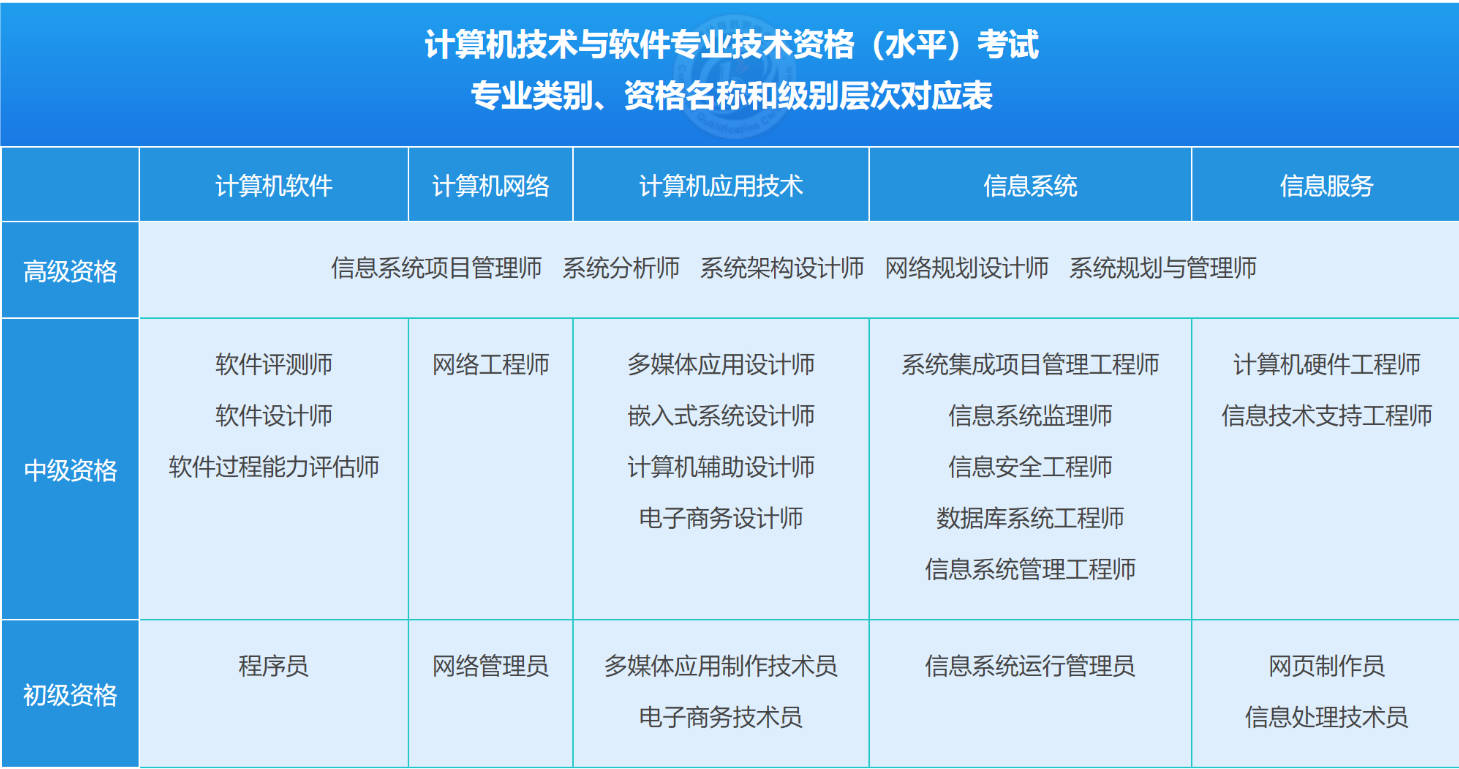 计算机技术与软件专业技术资格（水平）考试
专业类别、资格名称和级别层次对应表
计算机软件 计算机网络 计算机应用技术 信息系统 信息服务
高级资格 信息系统项目管理师 系统分析师 系统架构设计师 网络规划设计师 系统规划与管理师
中级资格
软件评测师
软件设计师
软件过程能力评估师
网络工程师
多媒体应用设计师
嵌入式系统设计师
计算机辅助设计师
电子商务设计师
系统集成项目管理工程师
信息系统监理师
信息安全工程师
数据库系统工程师
信息系统管理工程师
计算机硬件工程师
信息技术支持工程师
初级资格
程序员
网络管理员
多媒体应用制作技术员
电子商务技术员
信息系统运行管理员
网页制作员
信息处理技术员